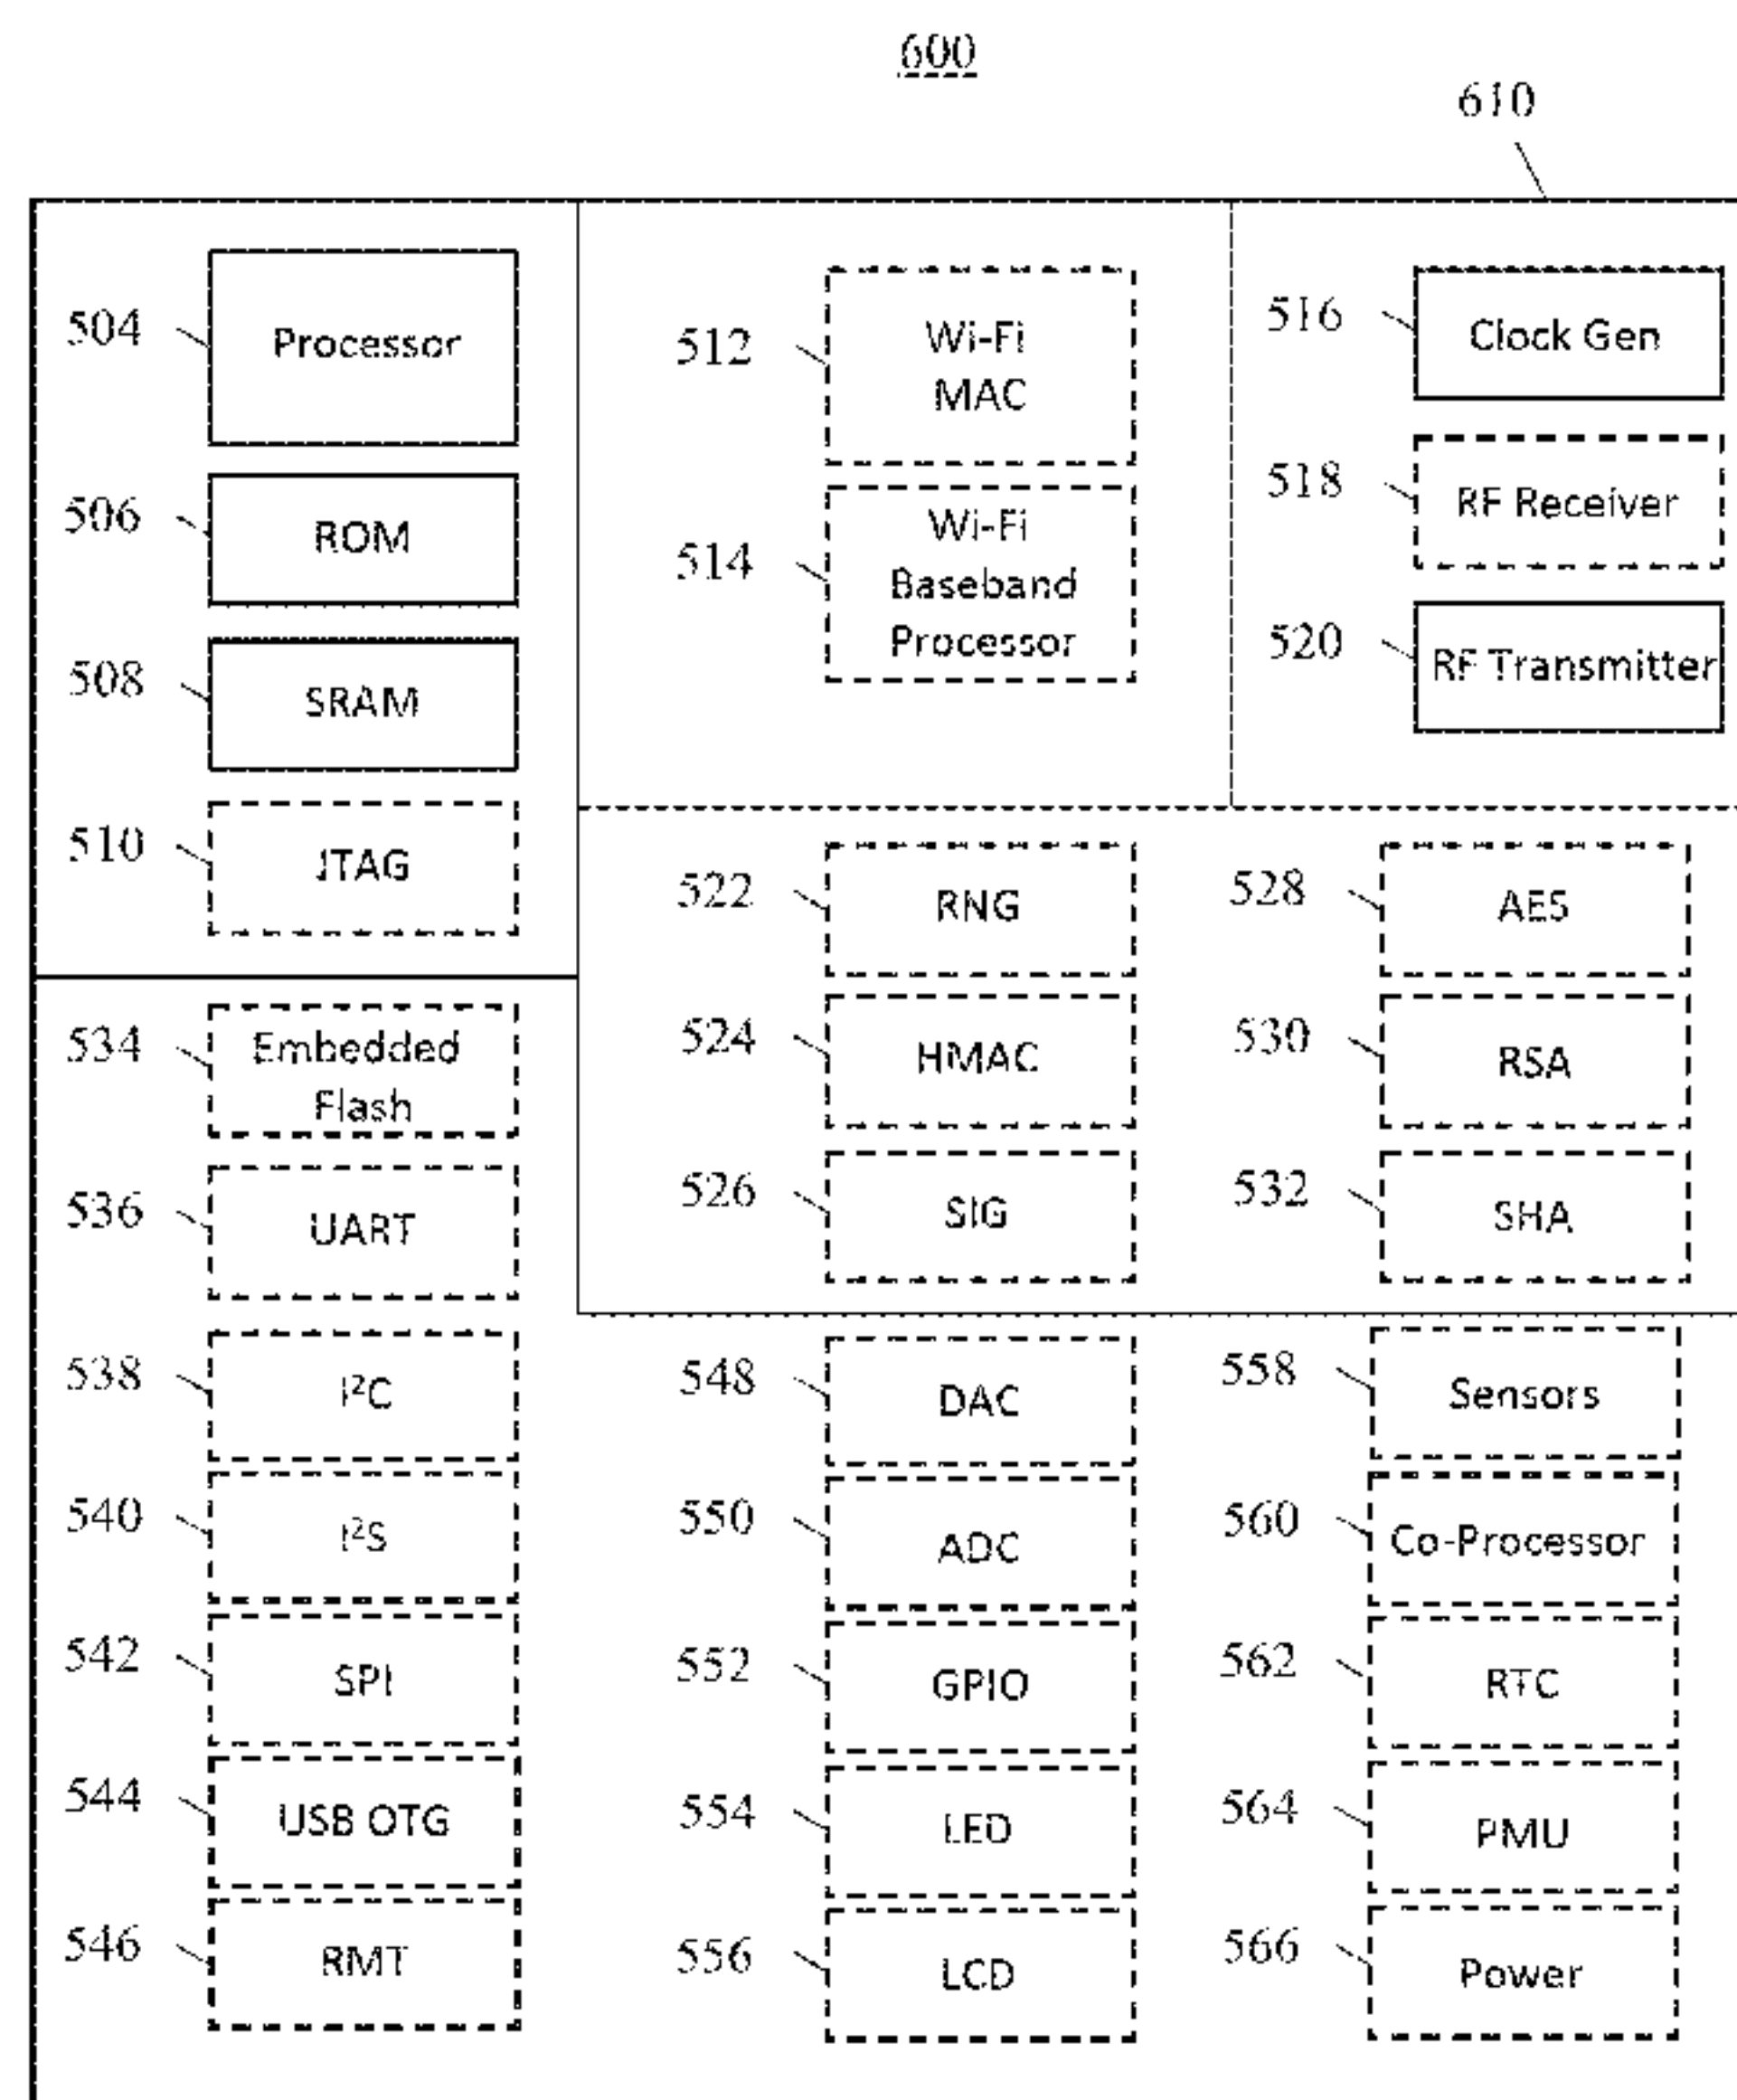 600
610
504
Processor
506
ROM
508
SRAM
510
JTAG
512
Wi-Fi
MAC
514
Wi-Fi
Baseband
Processor
516
Clock Gen
518
RF Receiver
520
RF Transmitter
522
RNG
528
AES
524
HMAC
530
RSA
526
SIG
532
SHA
534
Embedded
Flash
536
UART
538
I²C
540
I²S
542
SPI
544
USB OTG
546
RMT
548
DAC
550
ADC
552
GPIO
554
LED
556
LCD
558
Sensors
560
Co-Processor
562
RTC
564
PMU
566
Power